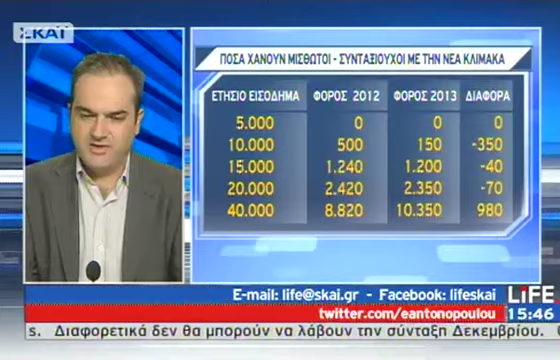 ΣΚΑΪ
ΠΟΣΑ ΧΑΝΟΥΝ ΜΙΣΘΩΤΟΙ - ΣΥΝΤΑΞΙΟΥΧΟΙ ΜΕ ΤΗΝ ΝΕΑ ΚΛΙΜΑΚΑ
ΕΤΗΣΙΟ ΕΙΣΟΔΗΜΑ ΦΟΡΟΣ 2012 ΦΟΡΟΣ 2013 ΔΙΑΦΟΡΑ
5.000 0 0 0
10.000 500 150 -350
15.000 1.240 1.200 -40
20.000 2.420 2.350 -70
40.000 8.820 10.350 980
E-mail: life@skai.gr - Facebook: lifeskai LiFE
twitter.com/eantonopoulou 15:46
s. Διαφορετικά δεν θα μπορούν να λάβουν την σύνταξη Δεκεμβρίου.